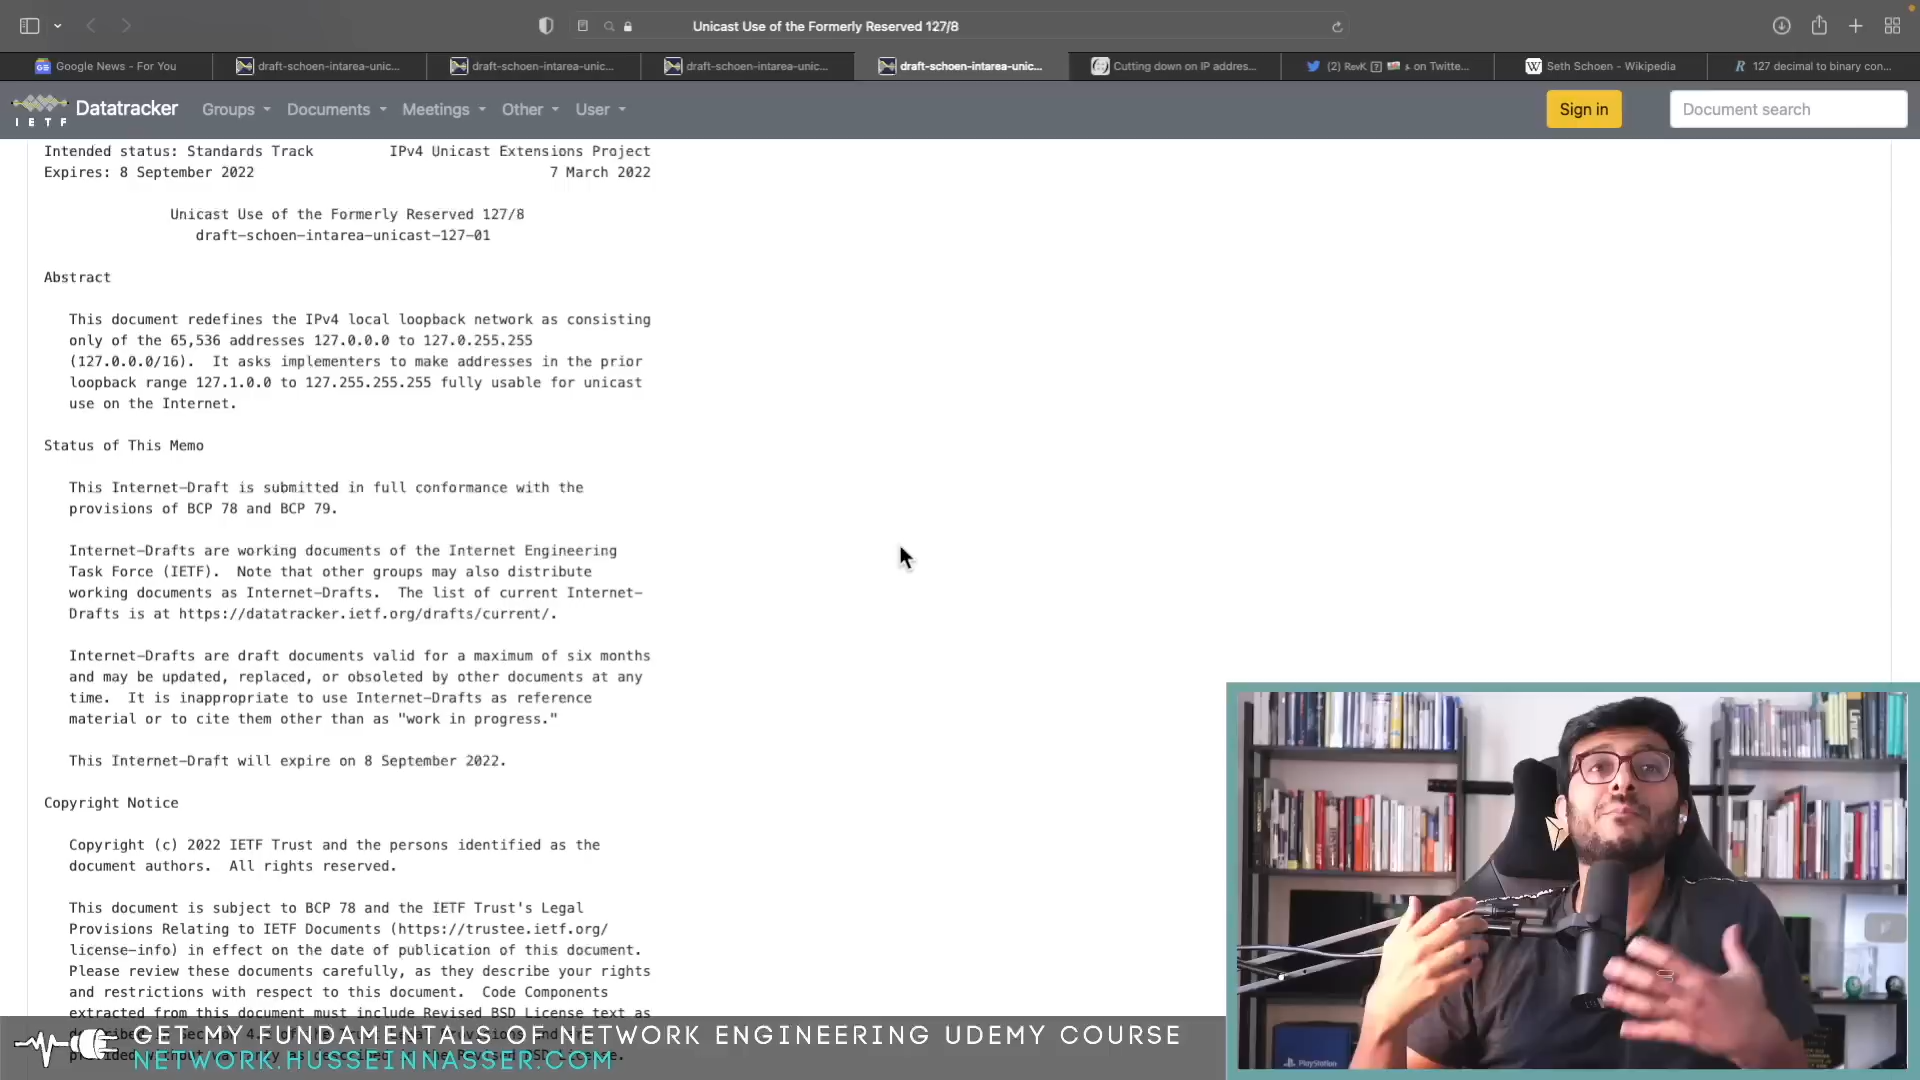 Unicast Use of the Formerly Reserved 127/8
Google News - For You
draft-schoen-intarea-unic...
draft-schoen-intarea-unic...
draft-schoen-intarea-unic...
draft-schoen-intarea-unic...
Cutting down on IP addres...
(2) RevK
on Twitte...
Seth Schoen - Wikipedia
127 decimal to binary con...
IETF
Datatracker
Groups
Documents
Meetings
Other
User
Sign in
Document search
Intended status: Standards Track IPv4 Unicast Extensions Project
Expires: 8 September 2022 7 March 2022
Unicast Use of the Formerly Reserved 127/8
draft-schoen-intarea-unicast-127-01
Abstract
This document redefines the IPv4 local loopback network as consisting
only of the 65,536 addresses 127.0.0.0 to 127.0.255.255
(127.0.0.0/16). It asks implementers to make addresses in the prior
loopback range 127.1.0.0 to 127.255.255.255 fully usable for unicast
use on the Internet.
Status of This Memo
This Internet-Draft is submitted in full conformance with the
provisions of BCP 78 and BCP 79.
Internet-Drafts are working documents of the Internet Engineering
Task Force (IETF). Note that other groups may also distribute
working documents as Internet-Drafts. The list of current Internet-
Drafts is at https://datatracker.ietf.org/drafts/current/.
Internet-Drafts are draft documents valid for a maximum of six months
and may be updated, replaced, or obsoleted by other documents at any
time. It is inappropriate to use Internet-Drafts as reference
material or to cite them other than as "work in progress."
This Internet-Draft will expire on 8 September 2022.
Copyright Notice
Copyright (c) 2022 IETF Trust and the persons identified as the
document authors. All rights reserved.
This document is subject to BCP 78 and the IETF Trust's Legal
Provisions Relating to IETF Documents (https://trustee.ietf.org/
license-info) in effect on the date of publication of this document.
Please review these documents carefully, as they describe your rights
and restrictions with respect to this document. Code Components
extracted from this document must include Revised BSD License text as
GET MY FUNDAMENTALS OF NETWORK ENGINEERING UDEMY COURSE
NETWORK.HUSSEINNASSER.COM
PlayStation